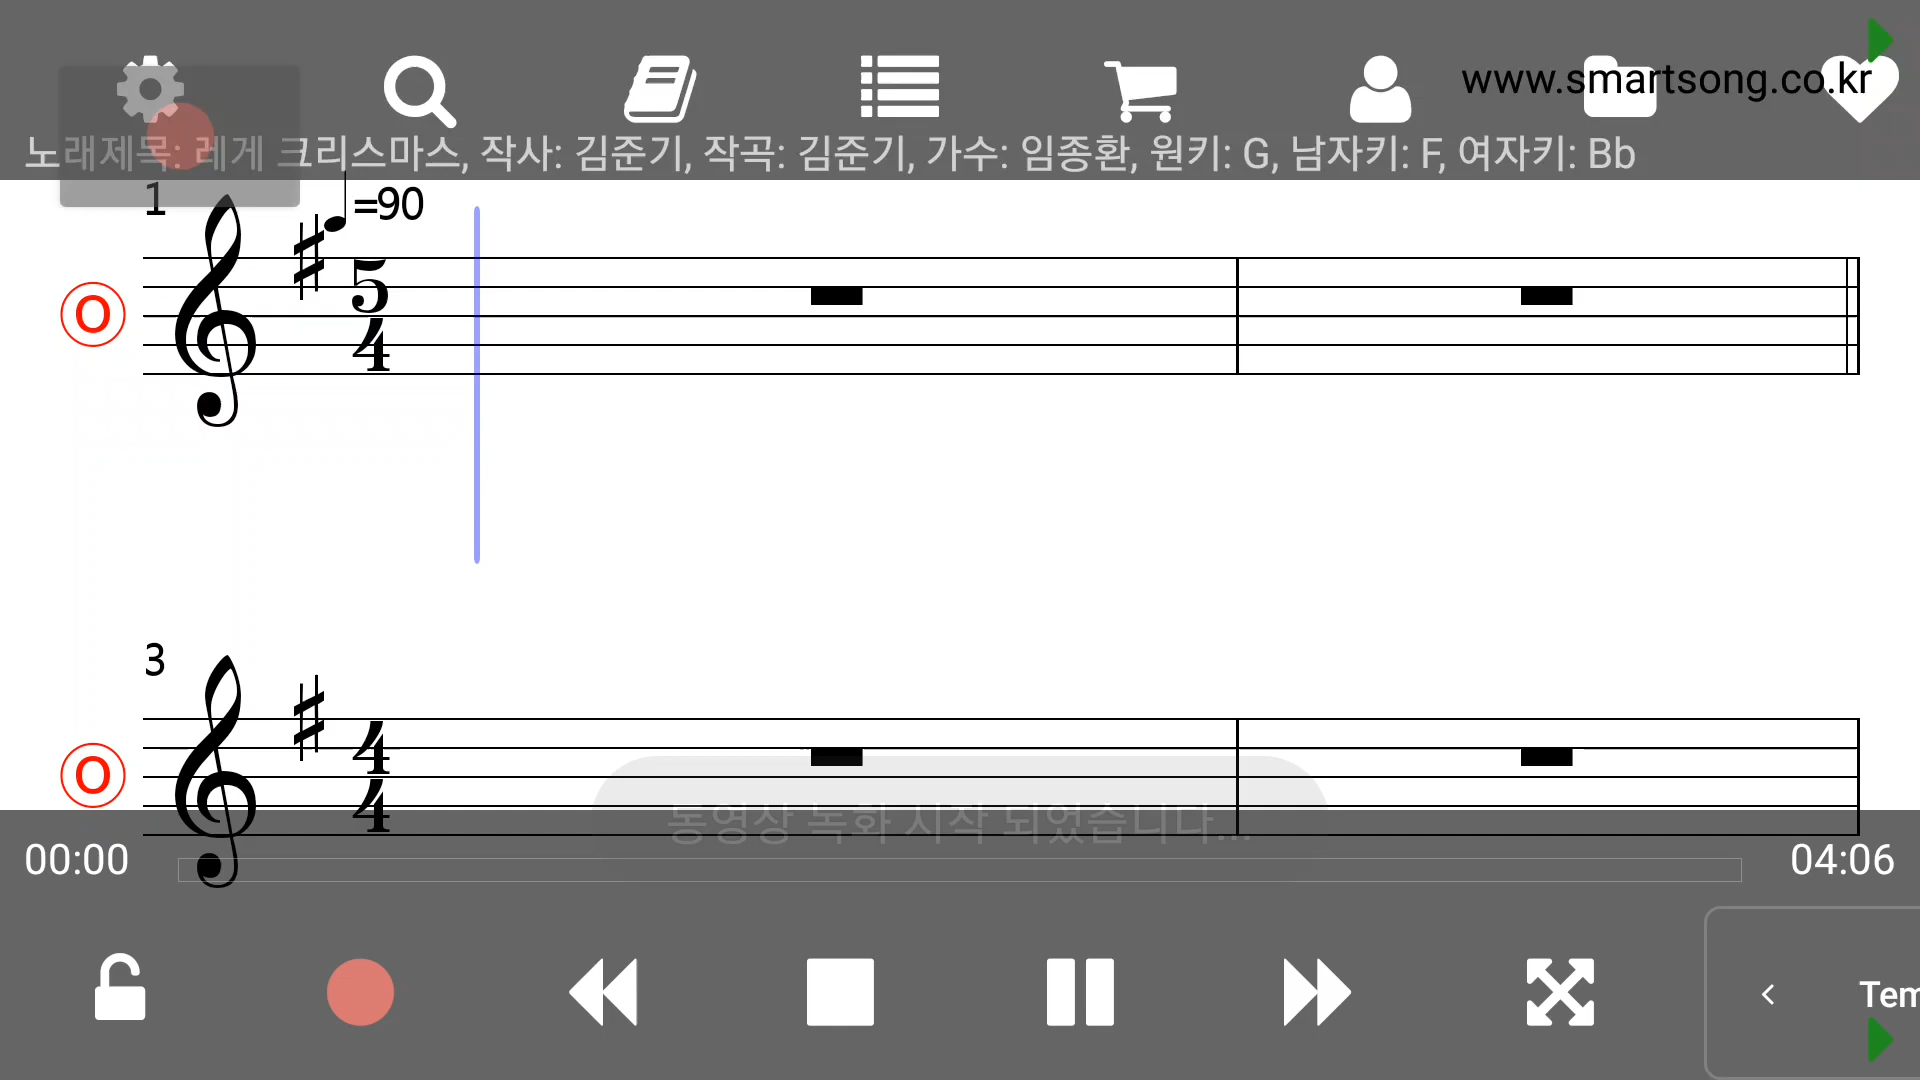 www.smartsong.co.kr
노래제목: 레게 크리스마스, 작사: 김준기, 작곡: 김준기, 가수: 임종환, 원키: G, 남자키: F, 여자키: Bb
1
=90
O
5
4
3
O
4
4
동영상 녹화 시작 되었습니다...
00:00
04:06
Tem